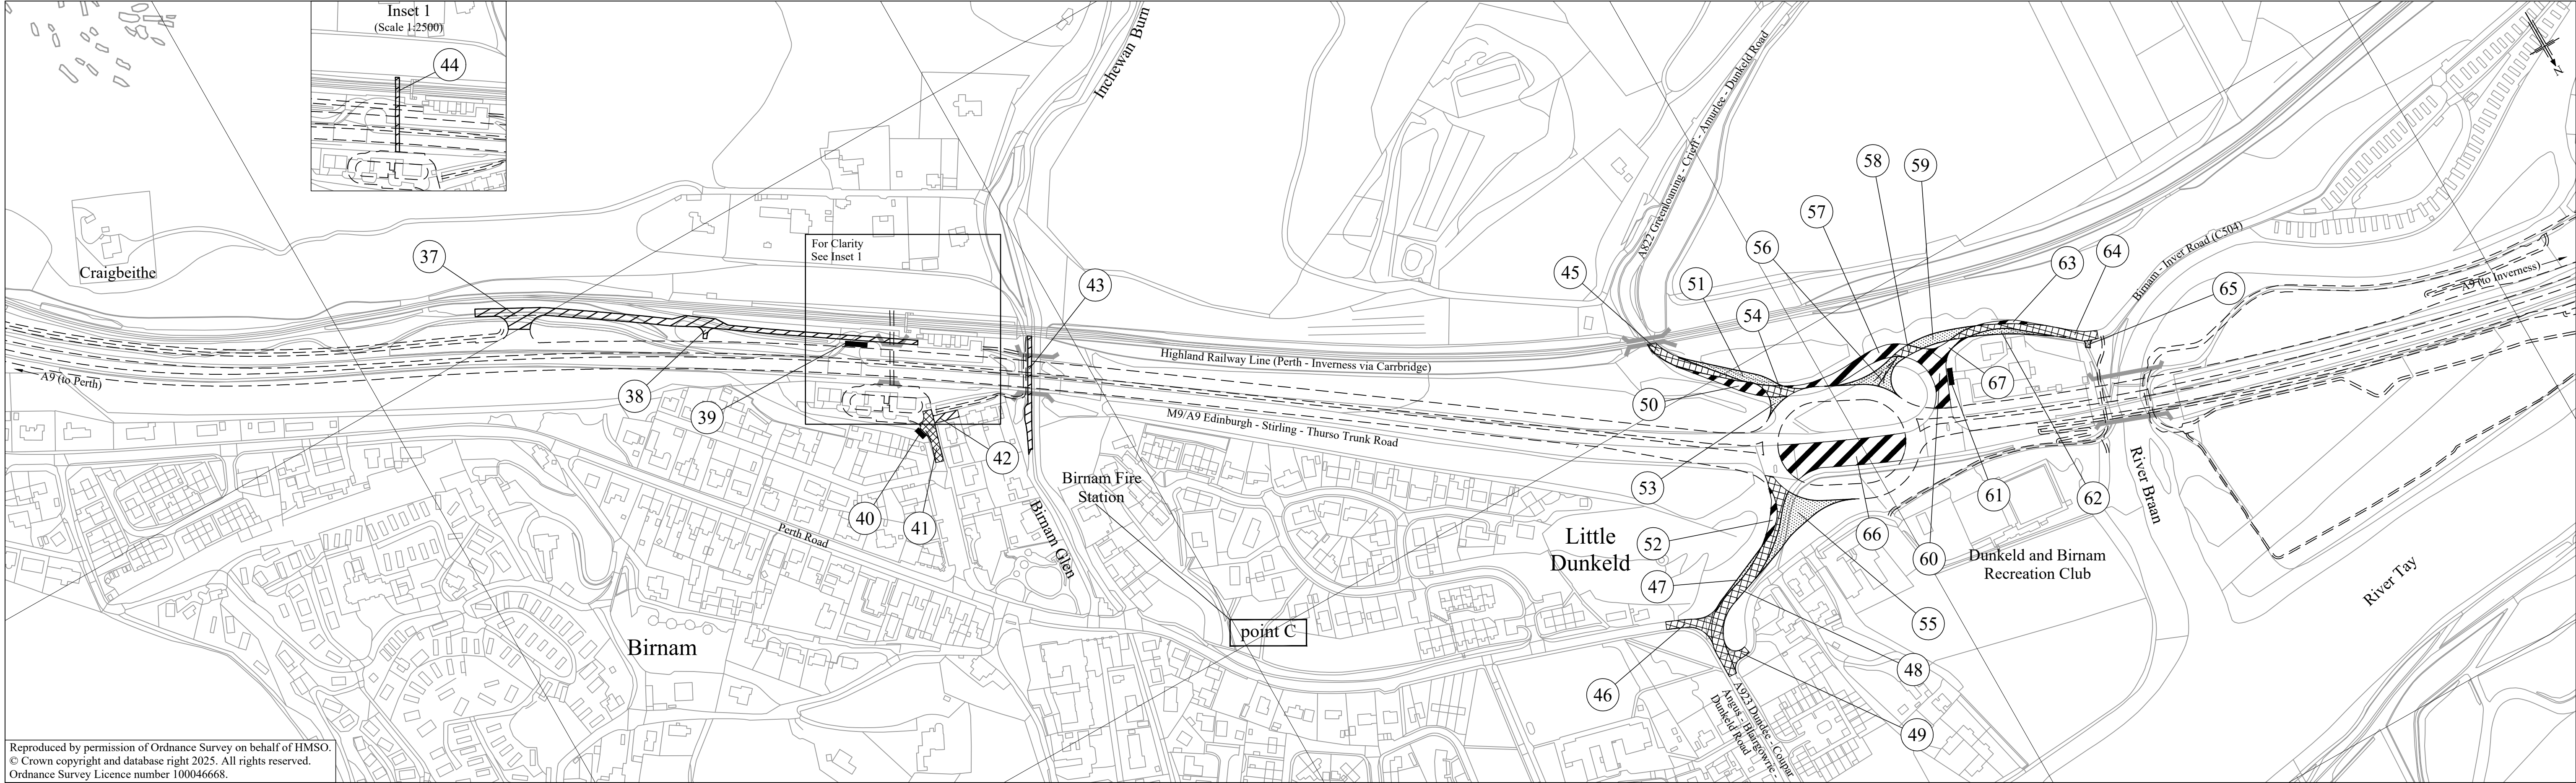 Inset 1
(Scale 1:2500)
44
Inchewan Burn
A822 Greenloaning - Crieff - Amurlee - Dunkeld Road
N
58
59
57
56
37
For Clarity
See Inset 1
Craigbeithe
43
45
51
54
63
64
Birnam - Inver Road (C504)
A9 (to Inverness)
65
Highland Railway Line (Perth - Inverness via Carrbridge)
A9 (to Perth)
38
39
50
67
M9/A9 Edinburgh - Stirling - Thurso Trunk Road
42
40
41
Birnam Fire
Station
53
61
62
River Braan
Perth Road
Birnam Glen
Little
Dunkeld
52
66
60
Dunkeld and Birnam
Recreation Club
47
River Tay
55
point C
Birnam
46
48
49
A923 Dundee - Coupar
Angus - Blairgowrie -
Dunkeld Road
Reproduced by permission of Ordnance Survey on behalf of HMSO.
© Crown copyright and database right 2025. All rights reserved.
Ordnance Survey Licence number 100046668.